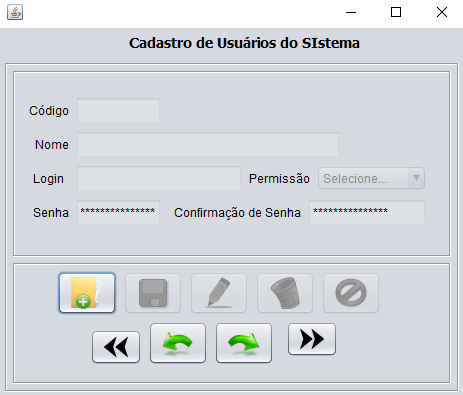 Cadastro de Usuários do SIstema
Código
Nome
Login Permissão Selecione...
Senha *************** Confirmação de Senha ***************